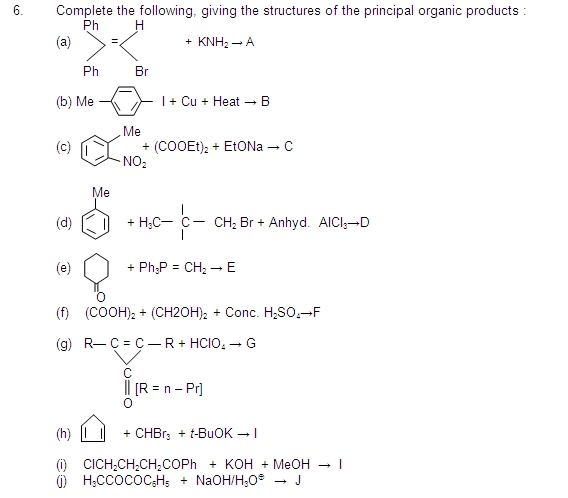 6. Complete the following, giving the structures of the principal organic products :
Ph H
(a) = + KNH₂ → A
Ph Br
(b) Me I + Cu + Heat → B
Me
(c) + (COOEt)₂ + EtONa → C
NO₂
Me
(d) + H₃C– C – CH₂ Br + Anhyd. AlCl₃→D
(e) + Ph₃P = CH₂ → E
O
(f) (COOH)₂ + (CH2OH)₂ + Conc. H₂SO₄→F
(g) R– C = C – R + HClO₄ → G
C
[R = n – Pr]
O
(h) + CHBr₃ + t-BuOK → I
(i) ClCH₂CH₂CH₂COPh + KOH + MeOH → I
(j) H₃CCOCOC₆H₅ + NaOH/H₃O⊕ → J